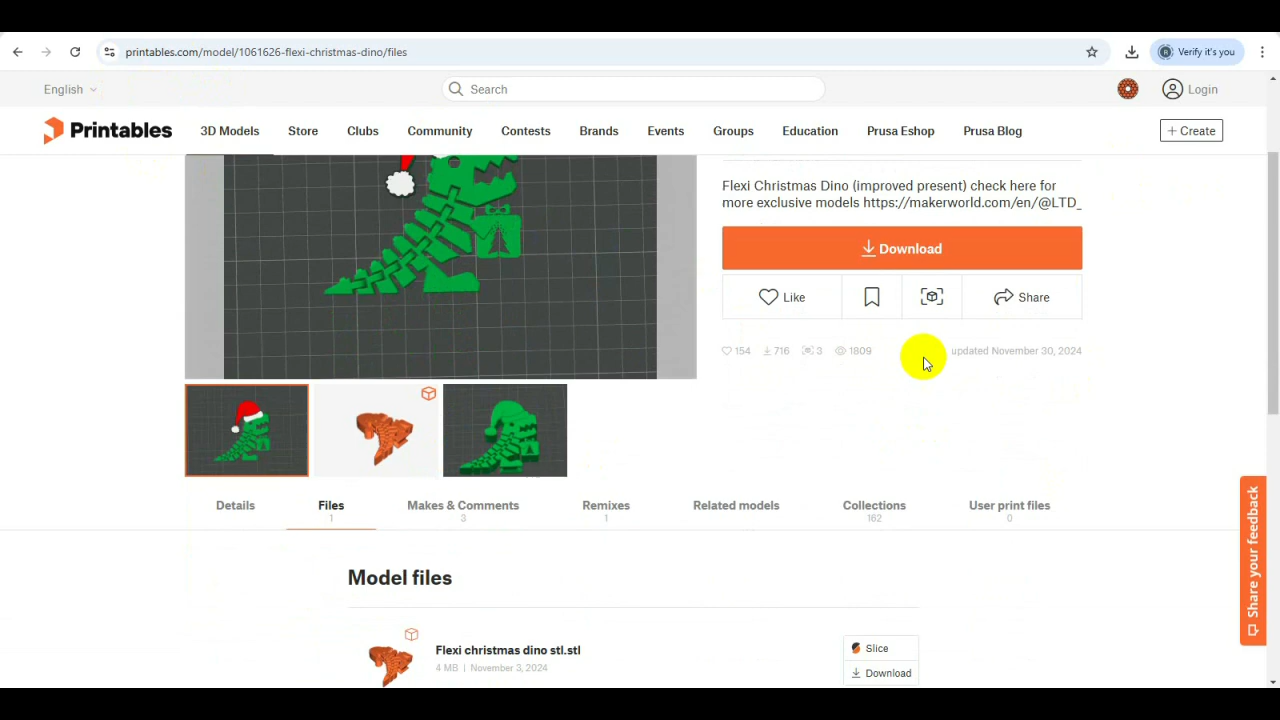 printables.com/model/1061626-flexi-christmas-dino/files
Verify it's you
English
Search
Login
Printables
3D Models
Store
Clubs
Community
Contests
Brands
Events
Groups
Education
Prusa Eshop
Prusa Blog
+ Create
Flexi Christmas Dino (improved present) check here for
more exclusive models https://makerworld.com/en/@LTD_
Download
Like
Share
154
716
3
1809
updated November 30, 2024
Details
Files
1
Makes & Comments
3
Remixes
1
Related models
Collections
162
User print files
0
Share your feedback
Model files
Flexi christmas dino stl.stl
4 MB | November 3, 2024
Slice
Download